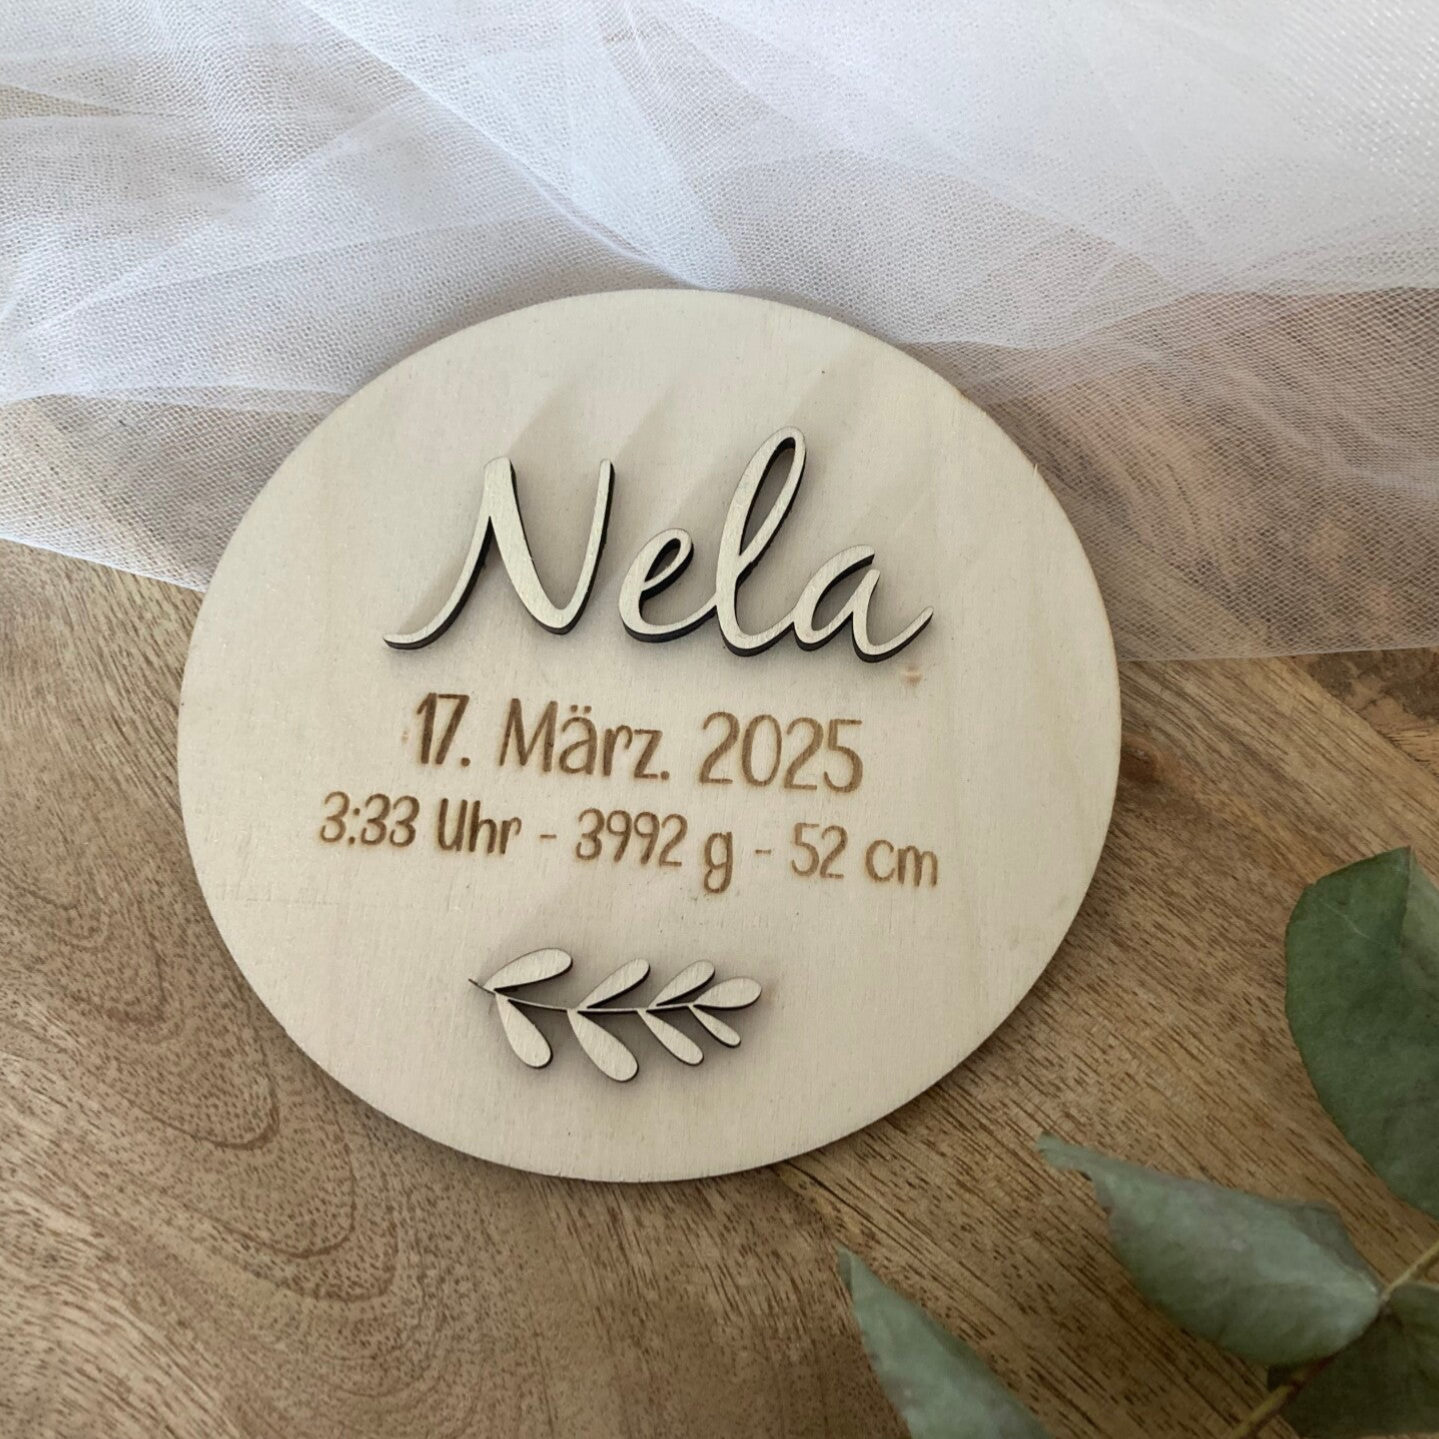 Nela
17. März. 2025
3:33 Uhr - 3992 g - 52 cm